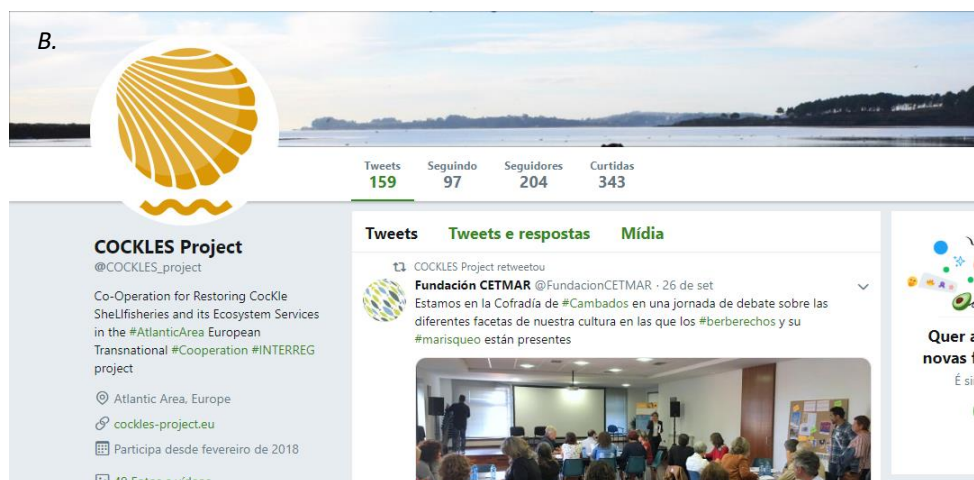 B.
Tweets Seguindo Seguidores Curtidas
159 97 204 343
COCKLES Project
@COCKLES_project
Co-Operation for Restoring CocKle
SheLlfisheries and its Ecosystem Services
in the #AtlanticArea European
Transnational #Cooperation #INTERREG
project
Atlantic Area, Europe
cockles-project.eu
Participa desde fevereiro de 2018
Tweets Tweets e respostas Mídia
COCKLES Project retweetou
Fundación CETMAR @FundacionCETMAR · 26 de set
Estamos en la Cofradía de #Cambados en una jornada de debate sobre las
diferentes facetas de nuestra cultura en las que los #berberechos y su
#marisqueo están presentes
Quer
novas
É